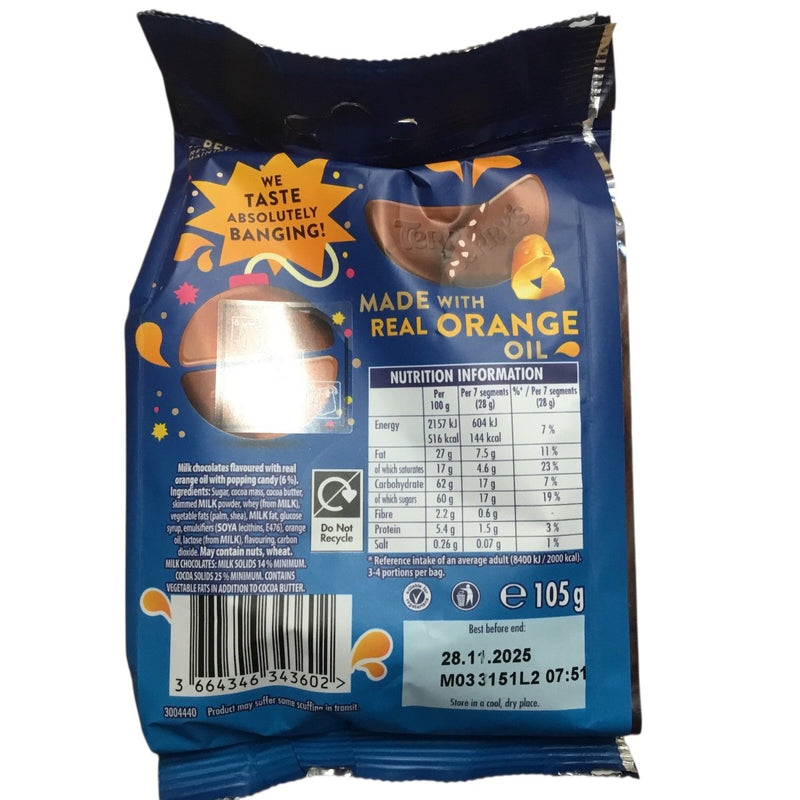 WE
TASTE
ABSOLUTELY
BANGING!
TERRY'S
MADE WITH
REAL ORANGE
OIL
NUTRITION INFORMATION
Per 100 g Per 7 segments (28 g) %* / Per 7 segments (28 g)
Energy 2157 kJ 604 kJ 7 %
516 kcal 144 kcal
Fat 27 g 7.5 g 11 %
of which saturates 17 g 4.6 g 23 %
Carbohydrate 62 g 17 g 7 %
of which sugars 60 g 17 g 19 %
Fibre 2.2 g 0.6 g -
Protein 5.4 g 1.5 g 3 %
Salt 0.26 g 0.07 g 1 %
* Reference intake of an average adult (8400 kJ / 2000 kcal).
3-4 portions per bag.
Milk chocolates flavoured with real
orange oil with popping candy (6 %).
Ingredients: Sugar, cocoa mass, cocoa butter,
skimmed MILK powder, whey (from MILK),
vegetable fats (palm, shea), MILK fat, glucose
syrup, emulsifiers (SOYA lecithins, E476), orange
oil, lactose (from MILK), flavouring, carbon
dioxide. May contain nuts, wheat.
MILK CHOCOLATES: MILK SOLIDS 14 % MINIMUM.
COCOA SOLIDS 25 % MINIMUM. CONTAINS
VEGETABLE FATS IN ADDITION TO COCOA BUTTER.
Do Not
Recycle
e 105 g
Best before end:
28.11.2025
M033151L2 07:51
Store in a cool, dry place.
3 664346 343602 >
3004440 Product may suffer some scuffing in transit.